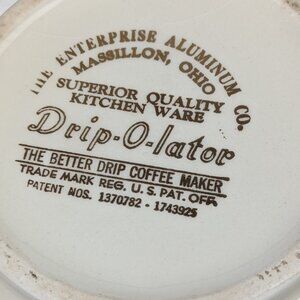 THE ENTERPRISE ALUMINUM CO.
MASSILLON, OHIO
SUPERIOR QUALITY
KITCHEN WARE
Drip-O-lator
THE BETTER DRIP COFFEE MAKER
TRADE MARK REG. U.S. PAT. OFF.
PATENT NOS. 1370782 - 1743925